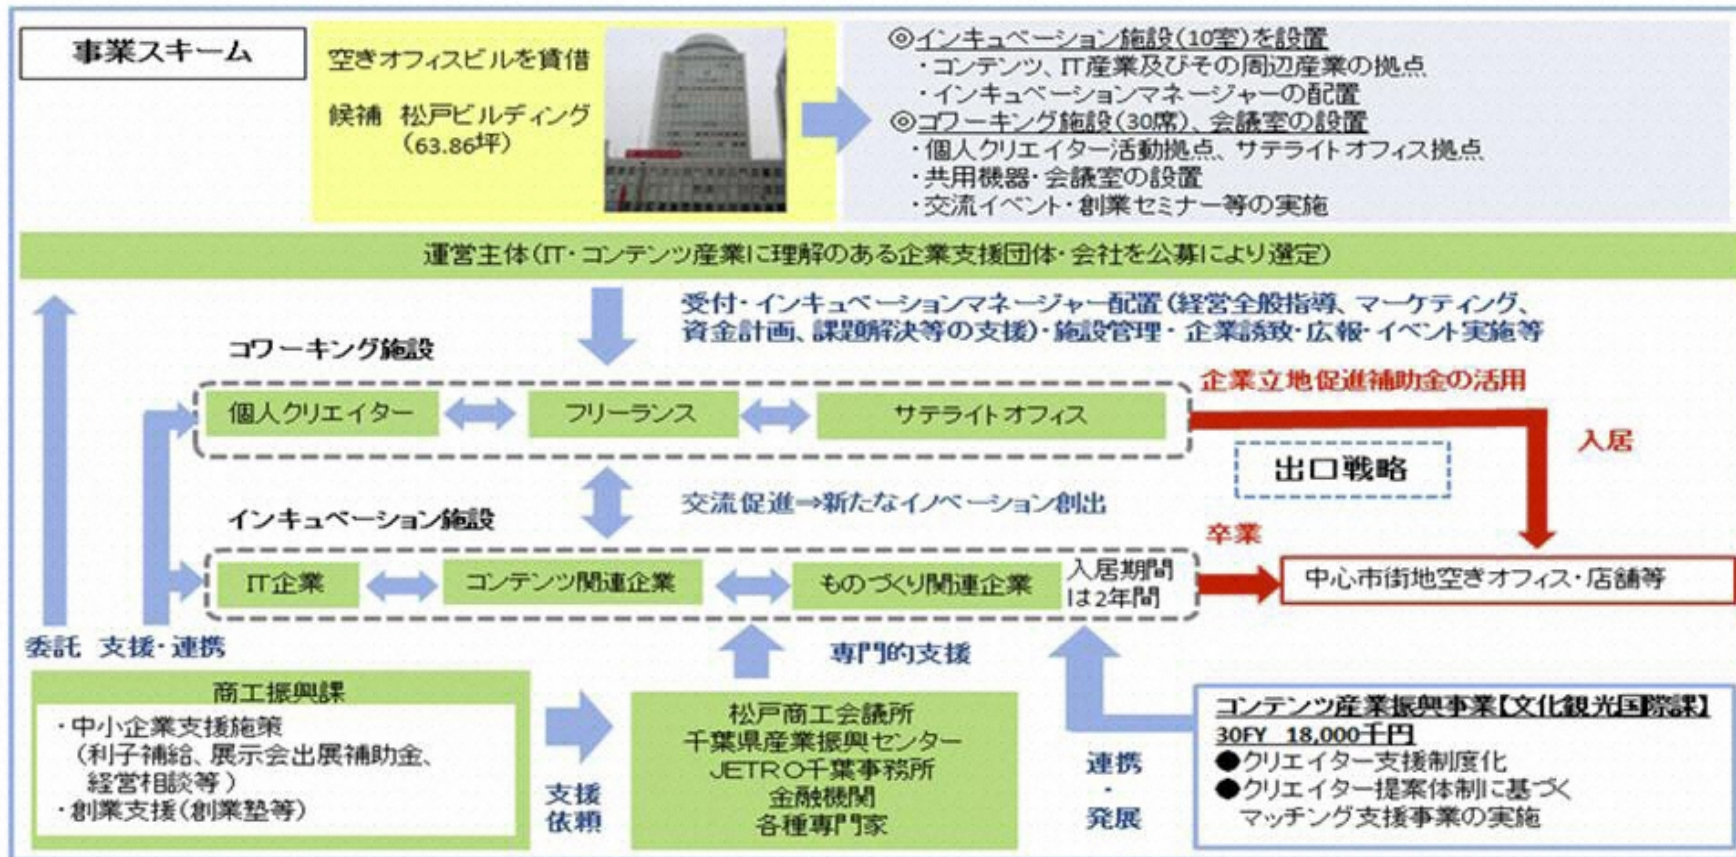 事業スキーム
空きオフィスビルを賃借
候補 松戸ビルディング
(63.86坪)
◎インキュベーション施設(10室)を設置
・コンテンツ、IT産業及びその周辺産業の拠点
・インキュベーションマネージャーの配置
◎コワーキング施設(30席)、会議室の設置
・個人クリエイター活動拠点、サテライトオフィス拠点
・共用機器・会議室の設置
・交流イベント・創業セミナー等の実施
運営主体(IT・コンテンツ産業に理解のある企業支援団体・会社を公募により選定)
受付・インキュベーションマネージャー配置(経営全般指導、マーケティング、
資金計画、課題解決等の支援)・施設管理・企業誘致・広報・イベント実施等
コワーキング施設
個人クリエイター
フリーランス
サテライトオフィス
企業立地促進補助金の活用
入居
出口戦略
交流促進⇒新たなイノベーション創出
インキュベーション施設
IT企業
コンテンツ関連企業
ものづくり関連企業
入居期間
は2年間
卒業
中心市街地空きオフィス・店舗等
委託 支援・連携
専門的支援
商工振興課
・中小企業支援施策
(利子補給、展示会出展補助金、
経営相談等)
・創業支援(創業塾等)
支援
依頼
松戸商工会議所
千葉県産業振興センター
JETRO千葉事務所
金融機関
各種専門家
連携
・
発展
コンテンツ産業振興事業【文化観光国際課】
30FY 18,000千円
●クリエイター支援制度化
●クリエイター提案体制に基づく
マッチング支援事業の実施